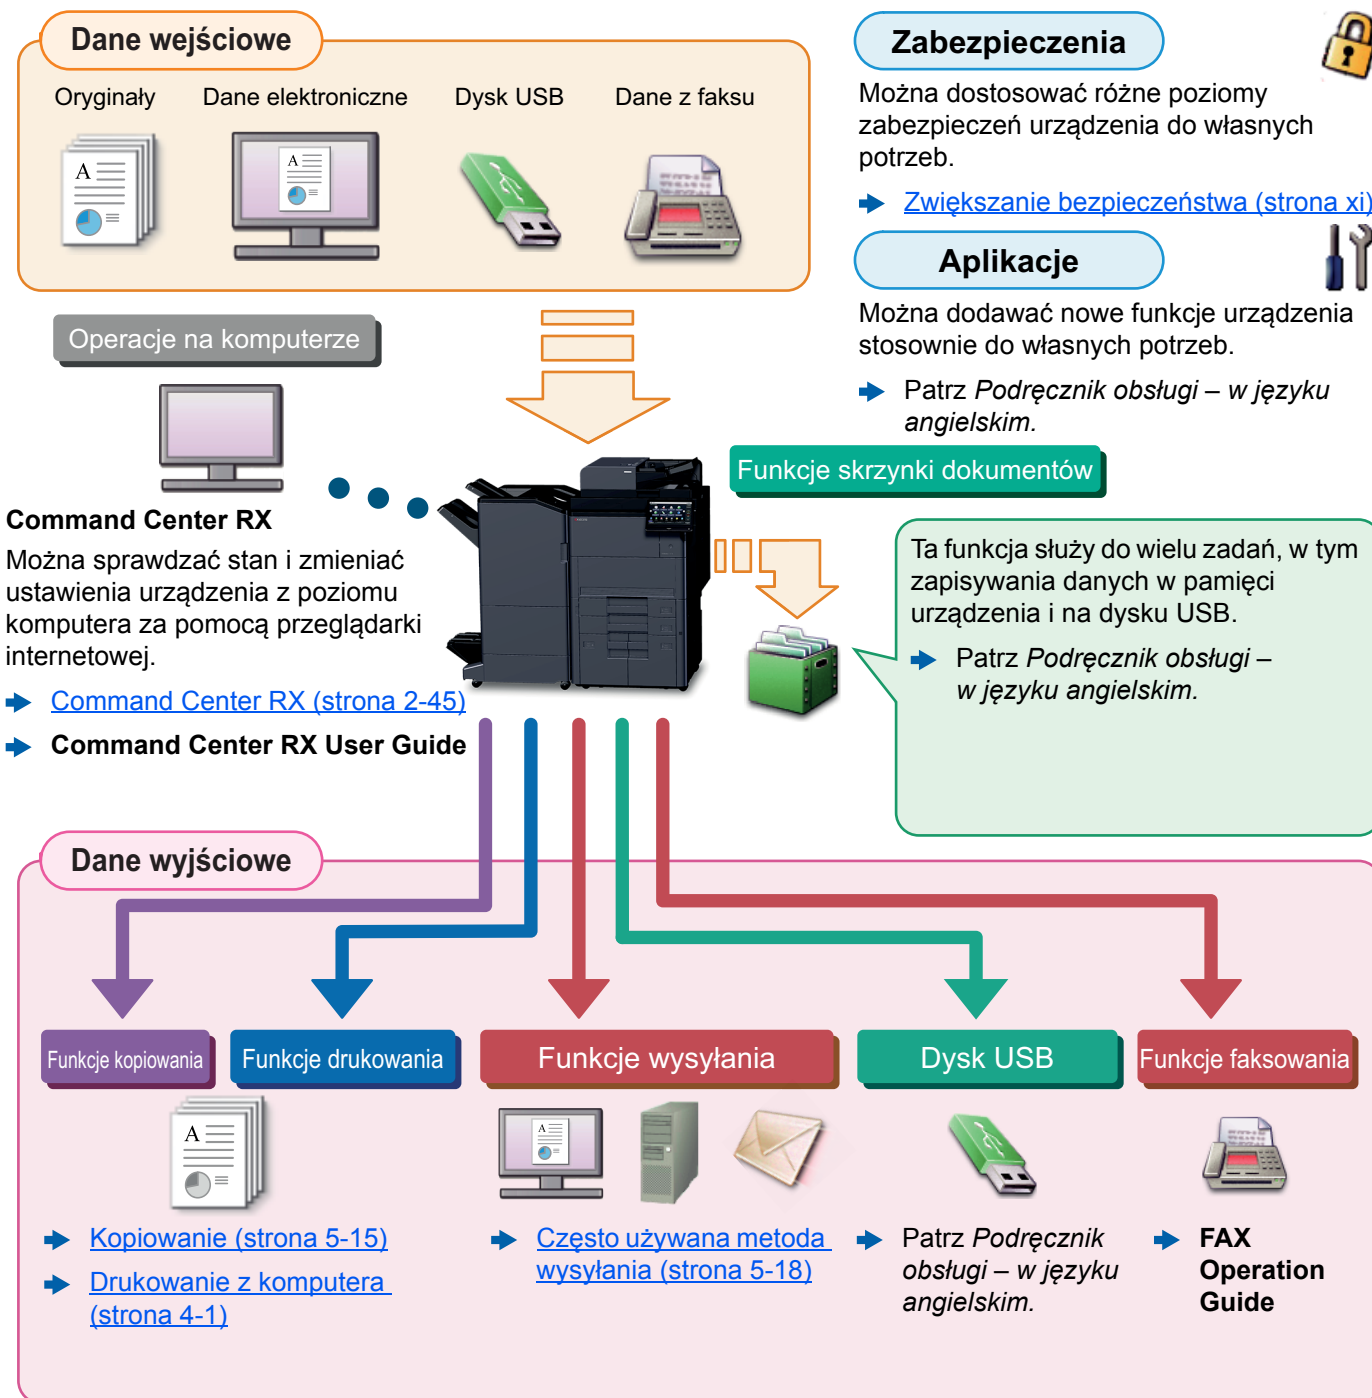 Dane wejściowe
Oryginały
Dane elektroniczne
Dysk USB
Dane z faksu
Zabezpieczenia
Można dostosować różne poziomy
zabezpieczeń urządzenia do własnych
potrzeb.
Zwiększanie bezpieczeństwa (strona xi)
Aplikacje
Można dodawać nowe funkcje urządzenia
stosownie do własnych potrzeb.
Patrz Podręcznik obsługi – w języku
angielskim.
Operacje na komputerze
Command Center RX
Można sprawdzać stan i zmieniać
ustawienia urządzenia z poziomu
komputera za pomocą przeglądarki
internetowej.
Command Center RX (strona 2-45)
Command Center RX User Guide
Funkcje skrzynki dokumentów
Ta funkcja służy do wielu zadań, w tym
zapisywania danych w pamięci
urządzenia i na dysku USB.
Patrz Podręcznik obsługi –
w języku angielskim.
Dane wyjściowe
Funkcje kopiowania
Funkcje drukowania
Funkcje wysyłania
Dysk USB
Funkcje faksowania
Kopiowanie (strona 5-15)
Drukowanie z komputera
(strona 4-1)
Często używana metoda
wysyłania (strona 5-18)
Patrz Podręcznik
obsługi – w języku
angielskim.
FAX
Operation
Guide